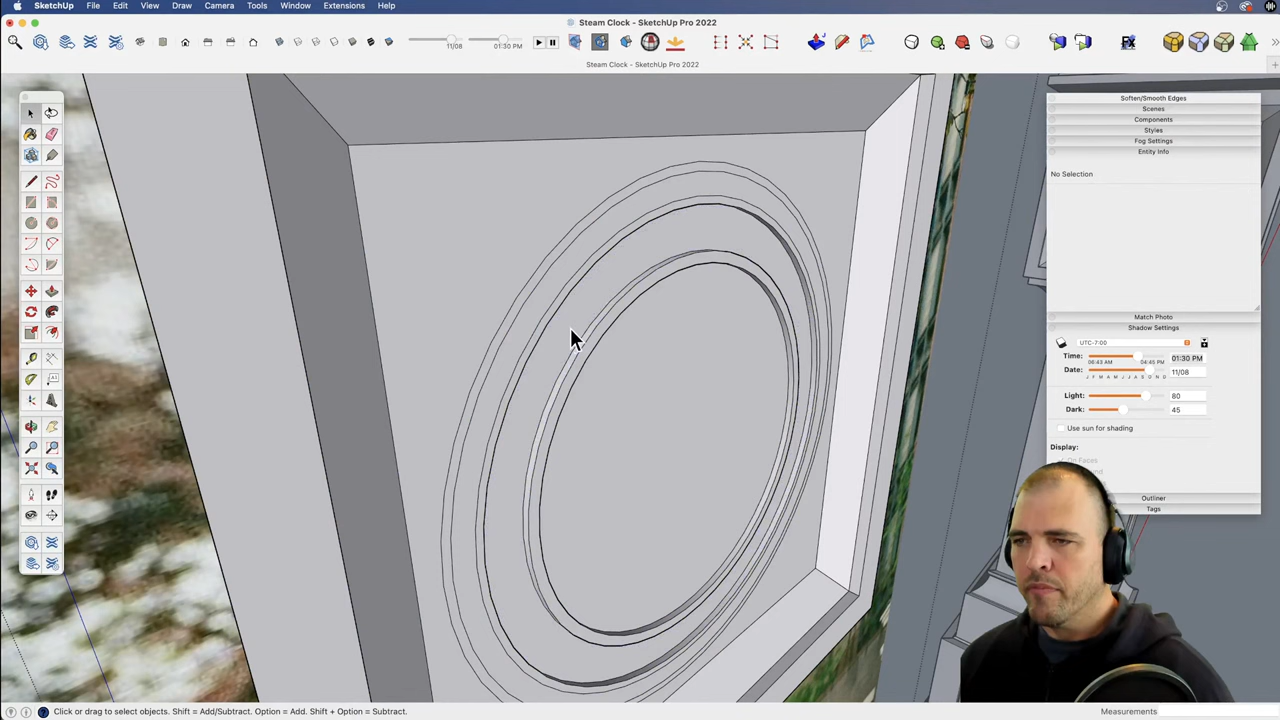 SketchUp File Edit View Draw Camera Tools Window Extensions Help
Steam Clock - SketchUp Pro 2022
11/08 01:30 PM
Steam Clock - SketchUp Pro 2022
Soften/Smooth Edges
Scenes
Components
Styles
Fog Settings
Entity Info
No Selection
Match Photo
Shadow Settings
UTC-7:00
Time: 06:43 AM 04:45 PM 01:30 PM
Date: J F M A M J J A S O N D 11/08
Light: 80
Dark: 45
Use sun for shading
Display:
On Faces
Outliner
Tags
Click or drag to select objects. Shift = Add/Subtract. Option = Add. Shift + Option = Subtract.
Measurements